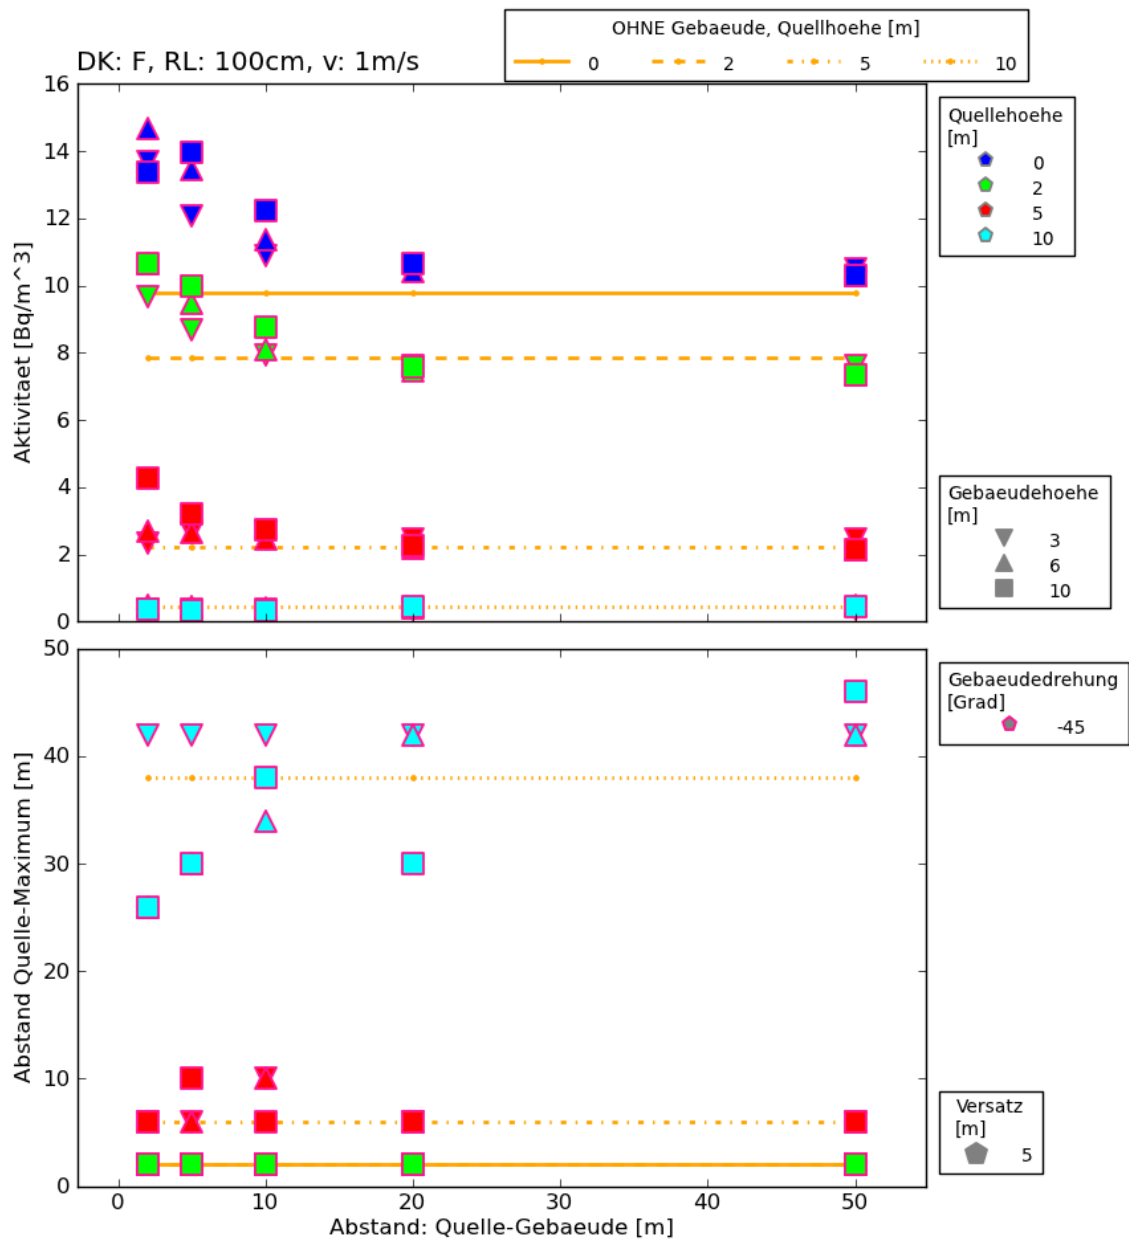 OHNE Gebaeude, Quellhoehe [m]
0 2 5 10
DK: F, RL: 100cm, v: 1m/s
16
14
12
10
8
6
4
2
0
Aktivitaet [Bq/m^3]
Quellehoehe
[m]
0
2
5
10
Gebaeudehoehe
[m]
3
6
10
50
40
30
20
10
0
Abstand Quelle-Maximum [m]
0 10 20 30 40 50
Abstand: Quelle-Gebaeude [m]
Gebaeudedrehung
[Grad]
-45
Versatz
[m]
5